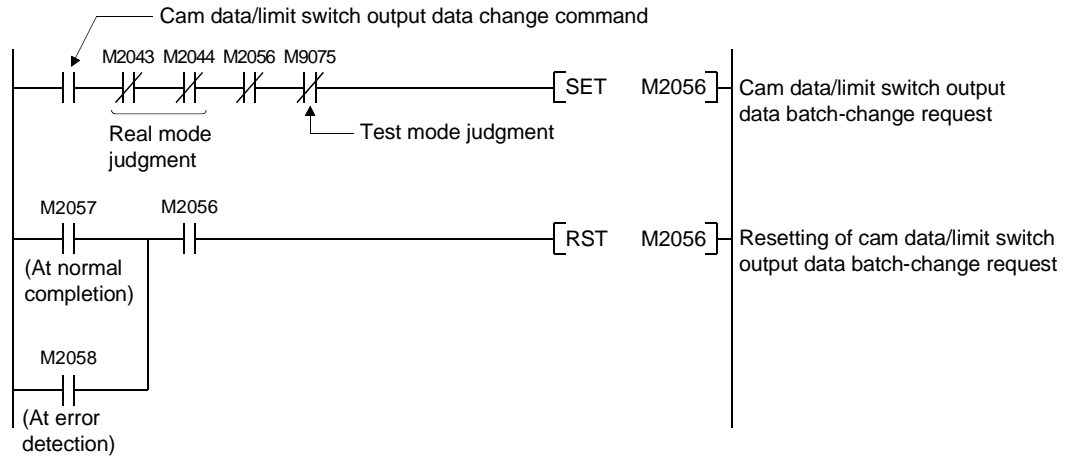 Cam data/limit switch output data change command
M2043 M2044 M2056 M9075
SET M2056
Cam data/limit switch output
data batch-change request
Real mode
judgment
Test mode judgment
M2057 M2056
RST M2056
Resetting of cam data/limit switch
output data batch-change request
(At normal
completion)
M2058
(At error
detection)